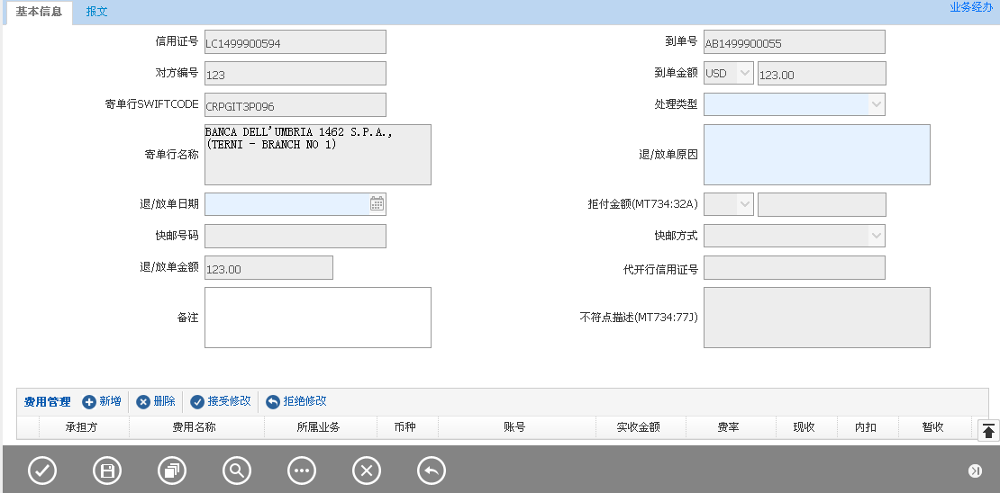 基本信息 报文 业务经办
信用证号 LC1499900594 到单号 AB1499900055
对方编号 123 到单金额 USD 123.00
寄单行SWIFTCODE CRPGIT3P096 处理类型
寄单行名称 BANCA DELL'UMBRIA 1462 S.P.A.,
(TERNI - BRANCH NO 1) 退/放单原因
退/放单日期 拒付金额(MT734:32A)
快邮号码 快邮方式
退/放单金额 123.00 代开行信用证号
备注 不符点描述(MT734:77J)
费用管理 新增 删除 接受修改 拒绝修改
承担方 费用名称 所属业务 币种 账号 实收金额 费率 现收 内扣 暂收